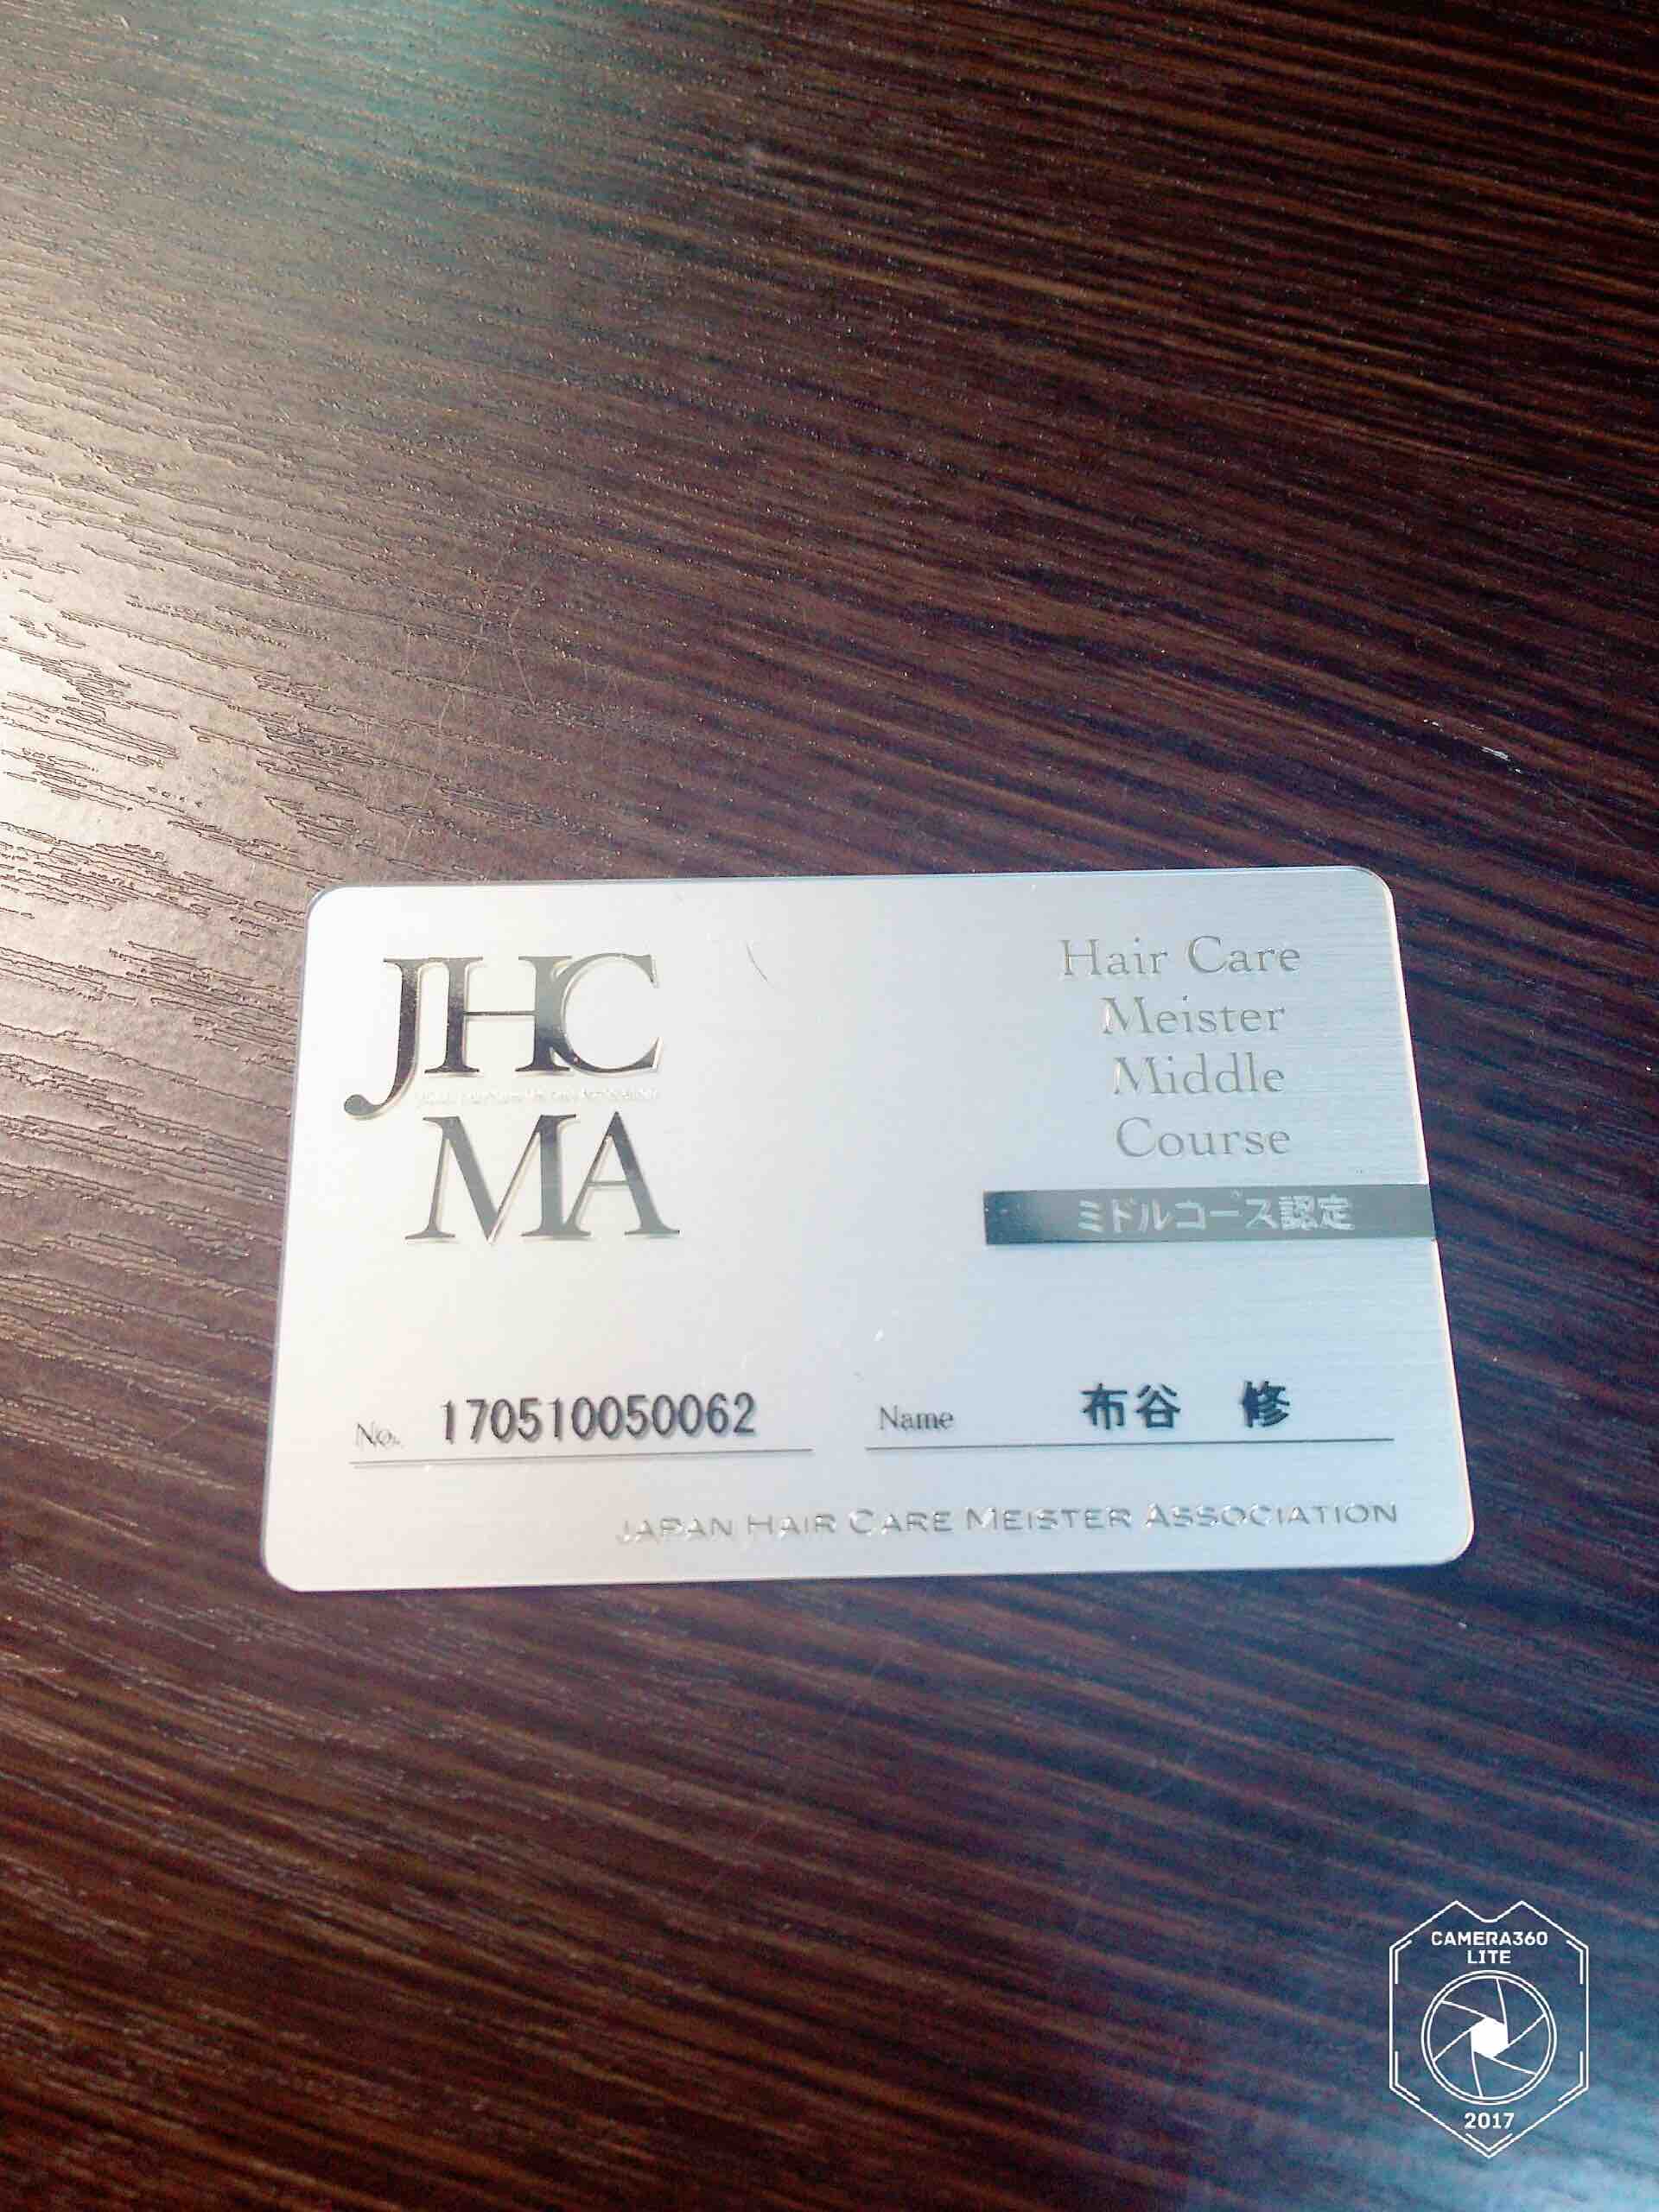 JHC
MA
Hair Care
Meister
Middle
Course
ミドルコース認定
No. 170510050062
Name 布谷 修
JAPAN HAIR CARE MEISTER ASSOCIATION
CAMERA360
LITE
2017